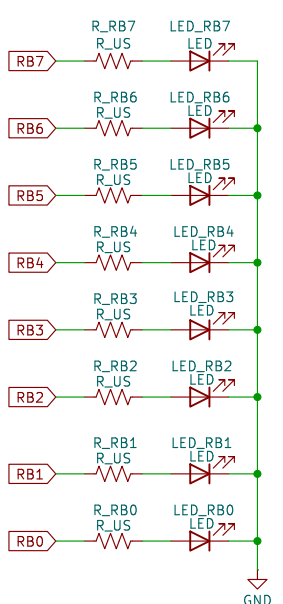 R_RB7 LED_RB7
R_US LED
RB7
R_RB6 LED_RB6
R_US LED
RB6
R_RB5 LED_RB5
R_US LED
RB5
R_RB4 LED_RB4
R_US LED
RB4
R_RB3 LED_RB3
R_US LED
RB3
R_RB2 LED_RB2
R_US LED
RB2
R_RB1 LED_RB1
R_US LED
RB1
R_RB0 LED_RB0
R_US LED
RB0
GND